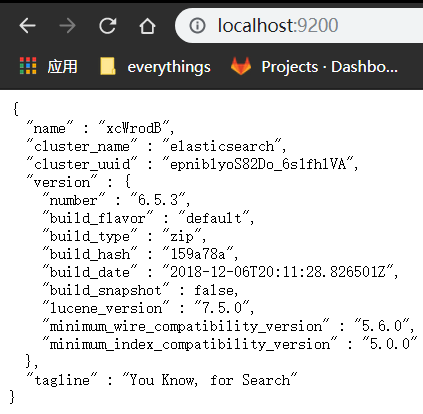 localhost:9200
应用 everythings Projects · Dashbo...
{
"name" : "xcWrodB",
"cluster_name" : "elasticsearch",
"cluster_uuid" : "epniblyoS82Do_6slfhlVA",
"version" : {
"number" : "6.5.3",
"build_flavor" : "default",
"build_type" : "zip",
"build_hash" : "159a78a",
"build_date" : "2018-12-06T20:11:28.826501Z",
"build_snapshot" : false,
"lucene_version" : "7.5.0",
"minimum_wire_compatibility_version" : "5.6.0",
"minimum_index_compatibility_version" : "5.0.0"
},
"tagline" : "You Know, for Search"
}